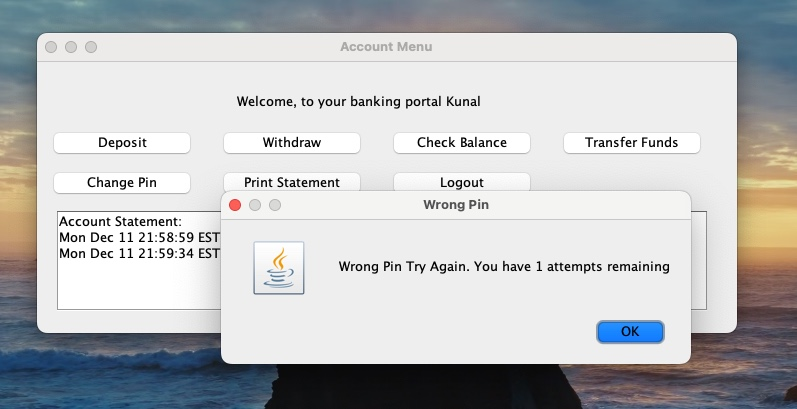 Account Menu
Welcome, to your banking portal Kunal
Deposit
Withdraw
Check Balance
Transfer Funds
Change Pin
Print Statement
Logout
Account Statement:
Mon Dec 11 21:58:59 EST
Mon Dec 11 21:59:34 EST
Wrong Pin
Wrong Pin Try Again. You have 1 attempts remaining
OK